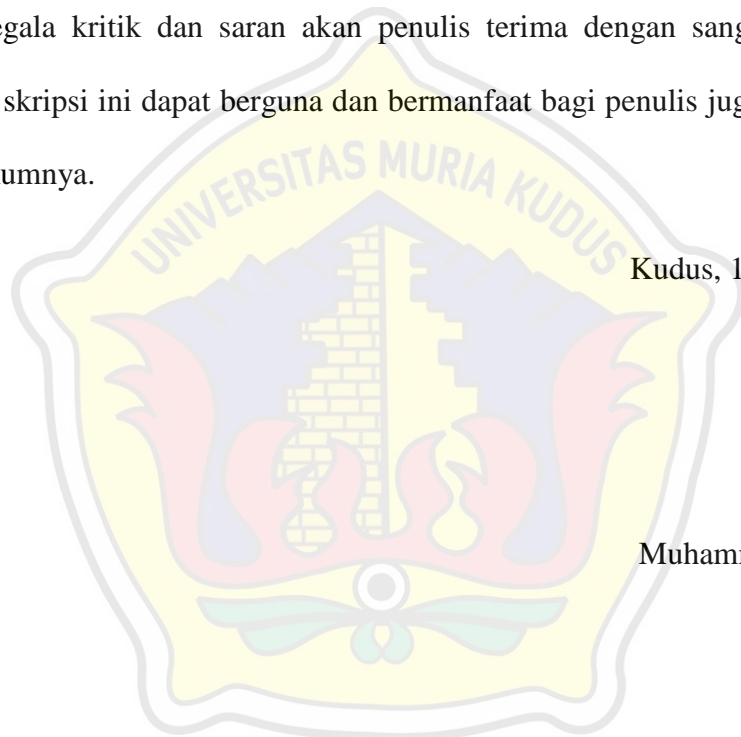 egala kritik dan saran akan penulis terima dengan sang
skripsi ini dapat berguna dan bermanfaat bagi penulis jug
umnya.
UNIVERSITAS MURIA KUDUS
Kudus, 1
Muhamm